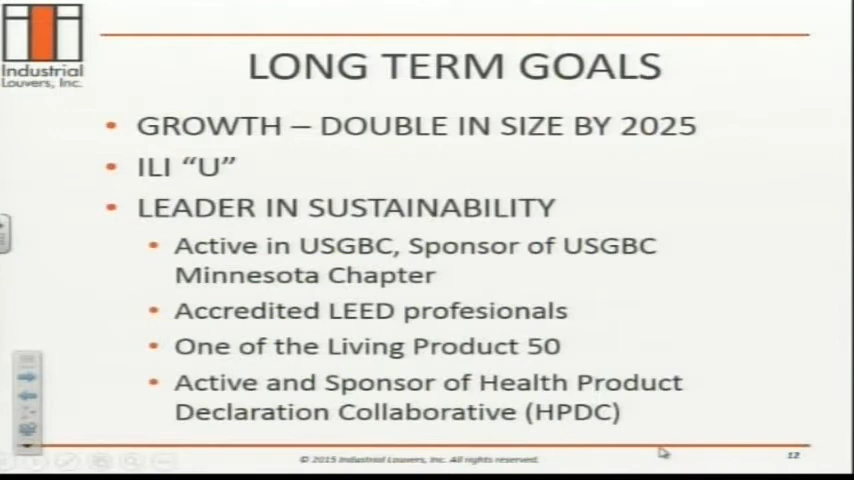 Industrial
Louvers, Inc.
LONG TERM GOALS
• GROWTH – DOUBLE IN SIZE BY 2025
• ILI “U”
• LEADER IN SUSTAINABILITY
• Active in USGBC, Sponsor of USGBC
Minnesota Chapter
• Accredited LEED profesionals
• One of the Living Product 50
• Active and Sponsor of Health Product
Declaration Collaborative (HPDC)
© 2015 Industrial Louvers, Inc. All rights reserved.
12